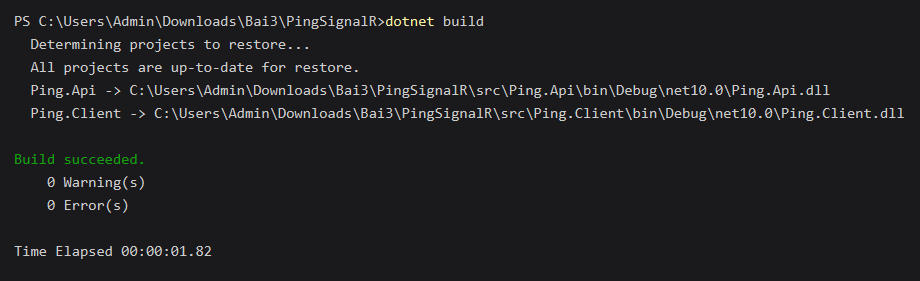 PS C:\Users\Admin\Downloads\Bai3\PingSignalR>dotnet build
Determining projects to restore...
All projects are up-to-date for restore.
Ping.Api -> C:\Users\Admin\Downloads\Bai3\PingSignalR\src\Ping.Api\bin\Debug\net10.0\Ping.Api.dll
Ping.Client -> C:\Users\Admin\Downloads\Bai3\PingSignalR\src\Ping.Client\bin\Debug\net10.0\Ping.Client.dll
Build succeeded.
0 Warning(s)
0 Error(s)
Time Elapsed 00:00:01.82